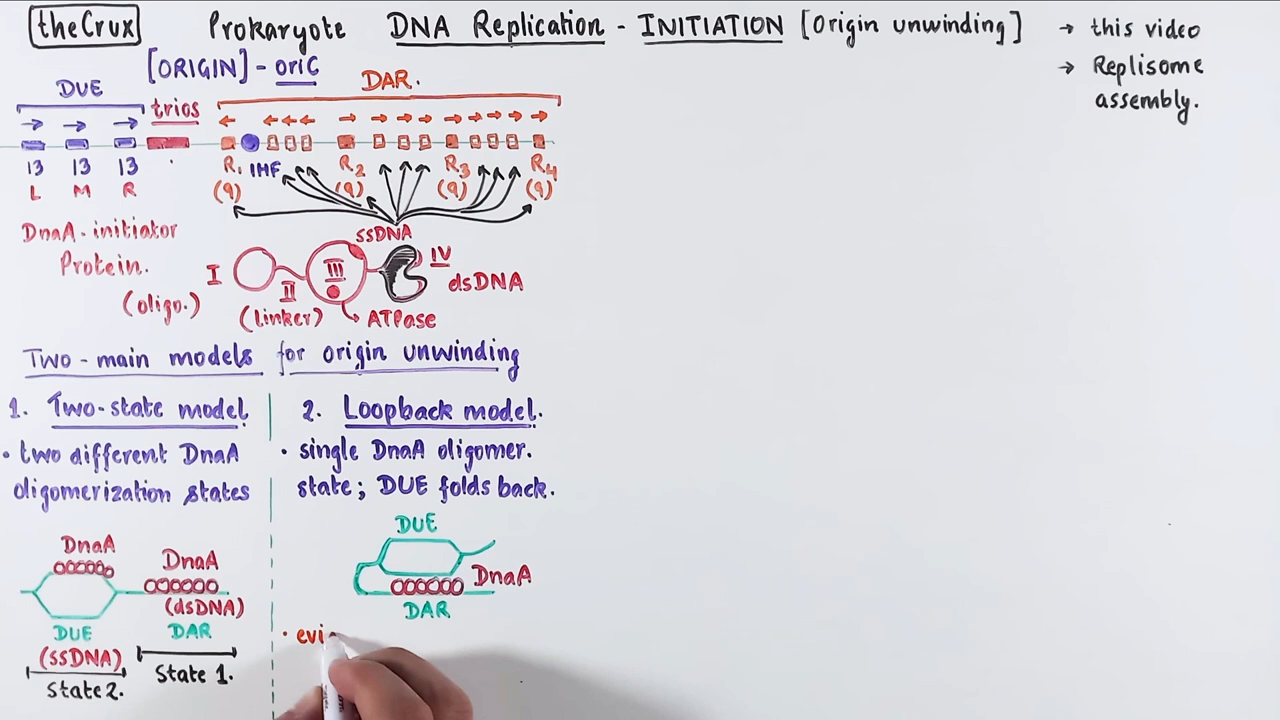 theCrux
Prokaryote DNA Replication - INITIATION [Origin unwinding]
→ this video
→ Replisome
assembly.
[ORIGIN] - oriC
DUE
trios
DAR.
13 13 13
L M R
R1 IHF R2 R3 R4
(9) (9) (9) (9)
DnaA - initiator
Protein.
(oligo.)
ssDNA
I
II
(linker)
III
ATPase
IV
dsDNA
Two-main models for origin unwinding
1. Two-state model
• two different DnaA
oligomerization states
DnaA
DnaA
(dsDNA)
DUE
DAR
(ssDNA)
State 2.
State 1.
2. Loopback model.
• single DnaA oligomer.
state; DUE folds back.
DUE
DnaA
DAR
• evi